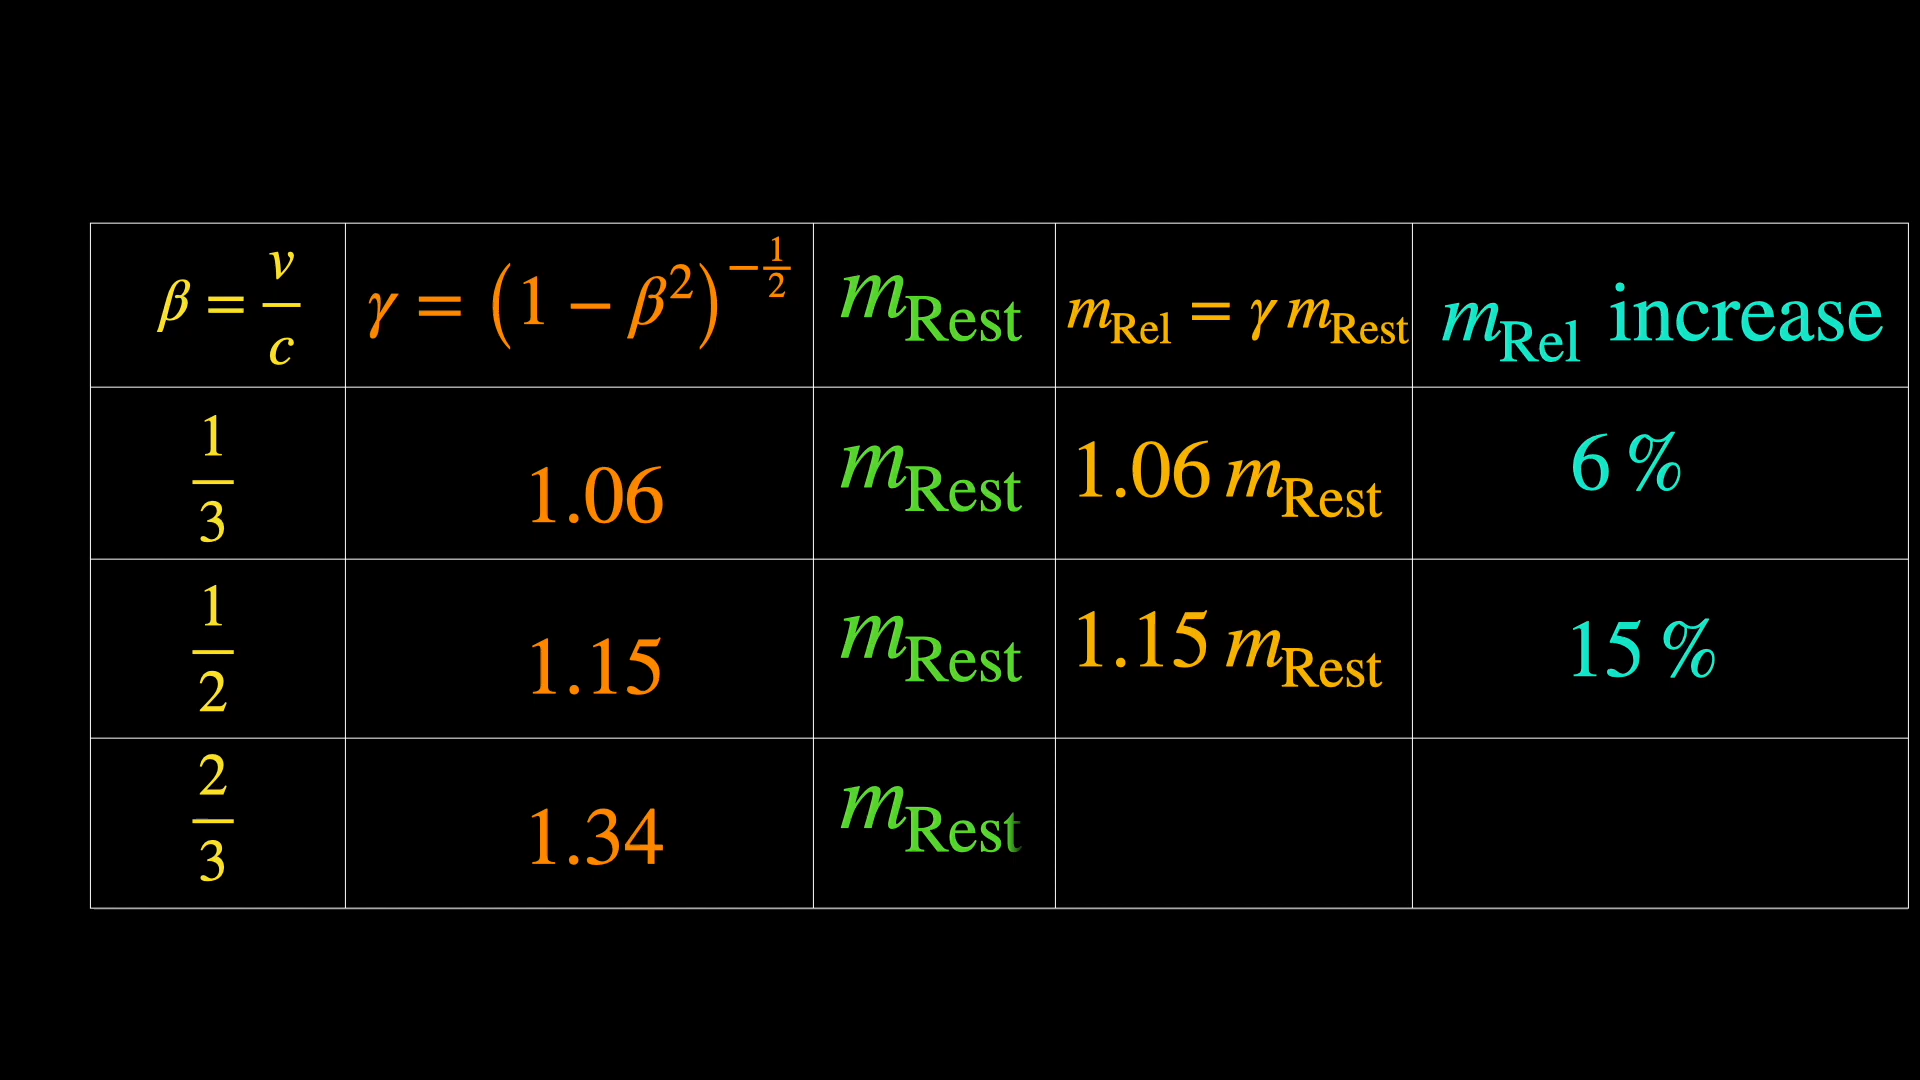 β = v/c γ = (1 − β²)^(−1/2) m_Rest m_Rel = γ m_Rest m_Rel increase
1/3 1.06 m_Rest 1.06 m_Rest 6 %
1/2 1.15 m_Rest 1.15 m_Rest 15 %
2/3 1.34 m_Rest